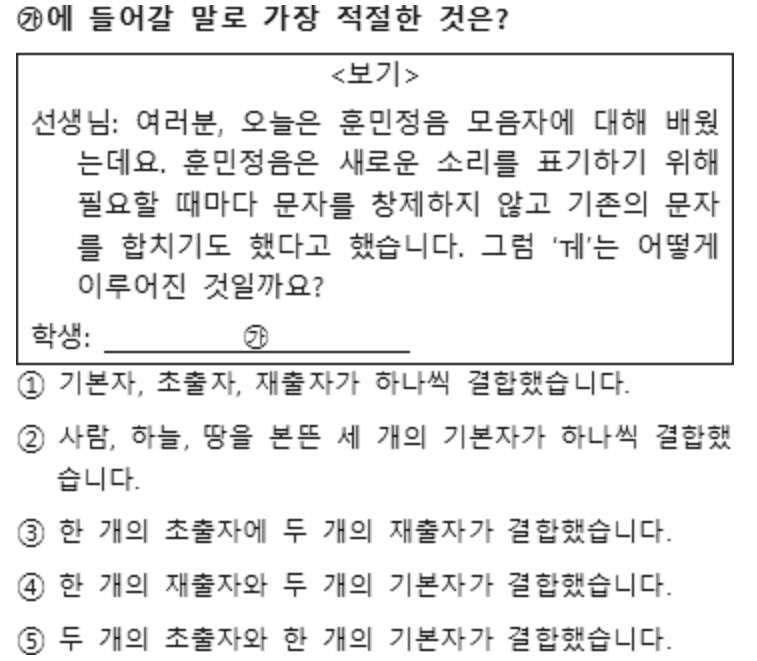 ㉮에 들어갈 말로 가장 적절한 것은?
<보기>
선생님: 여러분, 오늘은 훈민정음 모음자에 대해 배웠
는데요. 훈민정음은 새로운 소리를 표기하기 위해
필요할 때마다 문자를 창제하지 않고 기존의 문자
를 합치기도 했다고 했습니다. 그럼 'ㆌ'는 어떻게
이루어진 것일까요?
학생: ㉮
① 기본자, 초출자, 재출자가 하나씩 결합했습니다.
② 사람, 하늘, 땅을 본뜬 세 개의 기본자가 하나씩 결합했
습니다.
③ 한 개의 초출자에 두 개의 재출자가 결합했습니다.
④ 한 개의 재출자와 두 개의 기본자가 결합했습니다.
⑤ 두 개의 초출자와 한 개의 기본자가 결합했습니다.